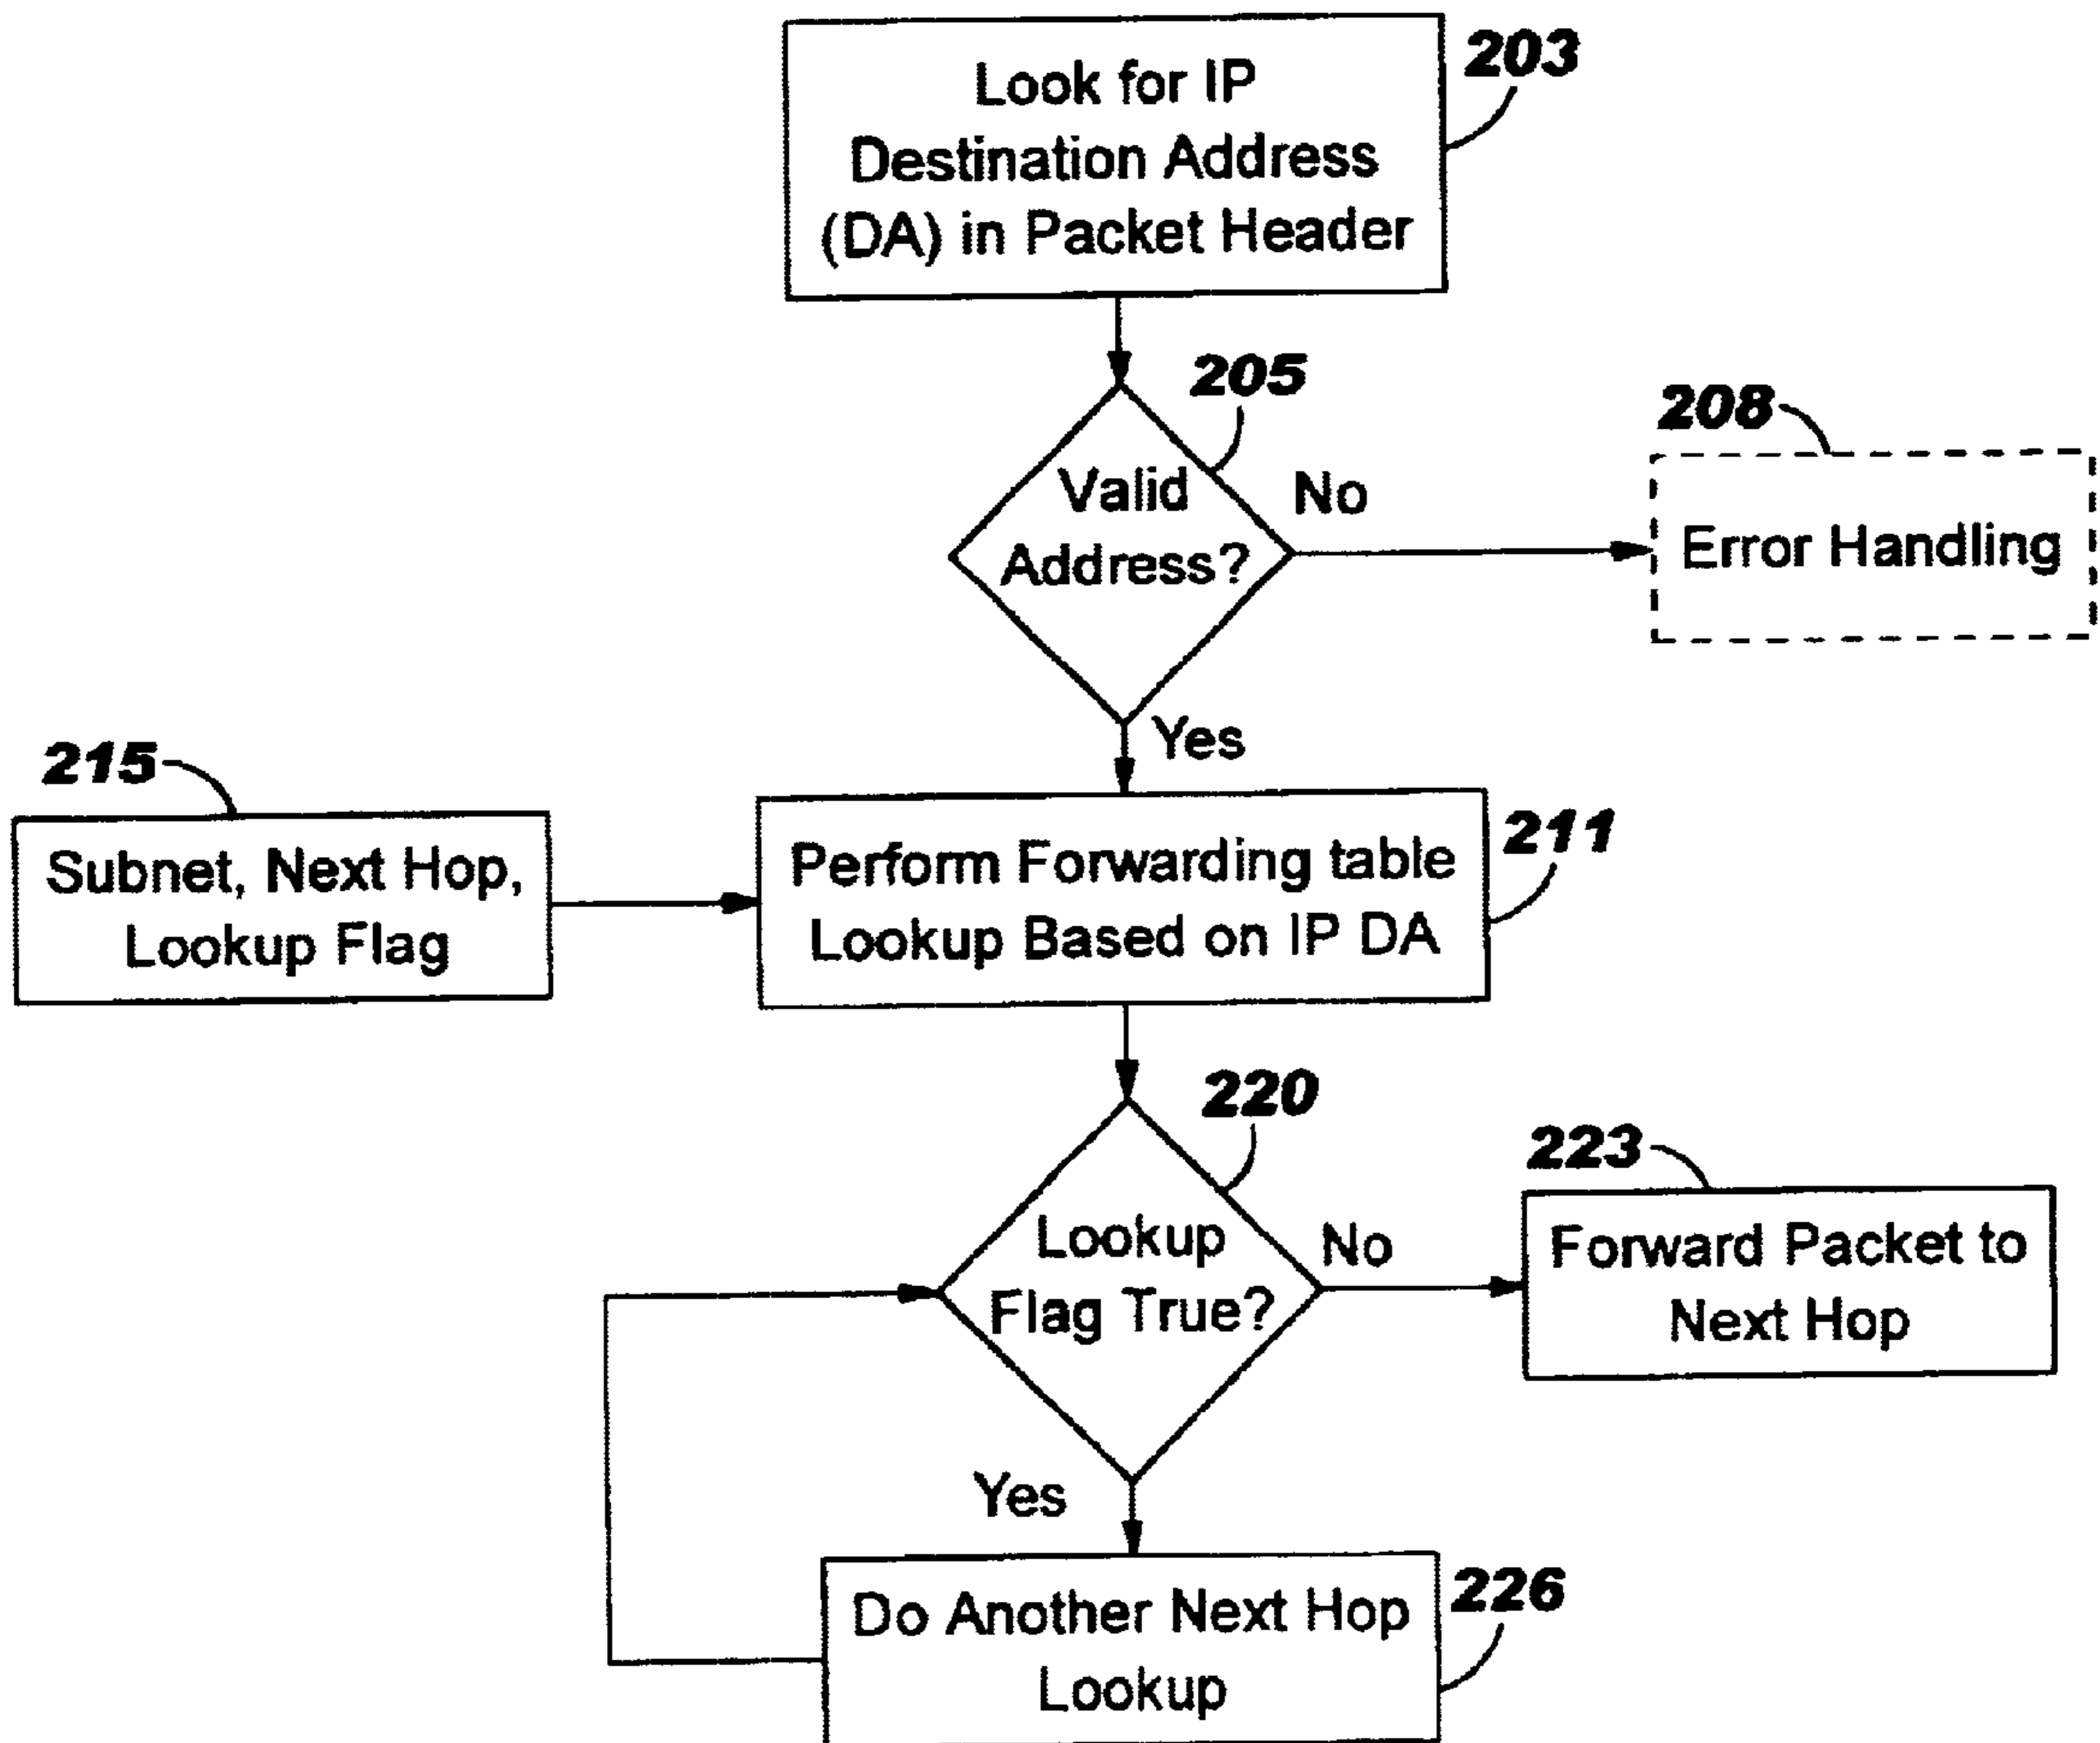 203
Look for IP
Destination Address
(DA) in Packet Header
205
Valid
Address?
No
208
Error Handling
Yes
215
Subnet, Next Hop,
Lookup Flag
211
Perform Forwarding table
Lookup Based on IP DA
220
Lookup
Flag True?
No
223
Forward Packet to
Next Hop
Yes
226
Do Another Next Hop
Lookup